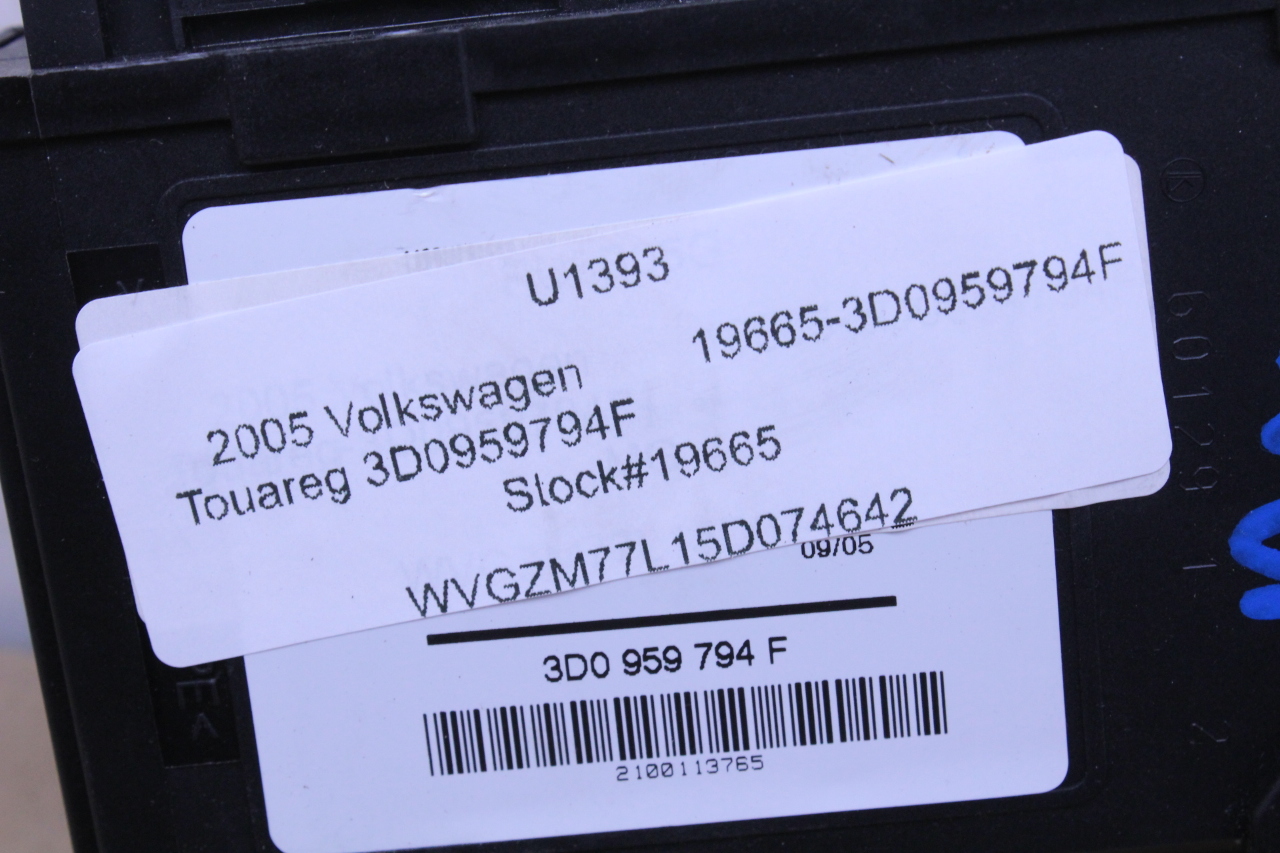 U1393
19665-3D0959794F
2005 Volkswagen
Touareg 3D0959794F
Stock#19665
WVGZM77L15D074642
09/05
3D0 959 794 F
2100113765